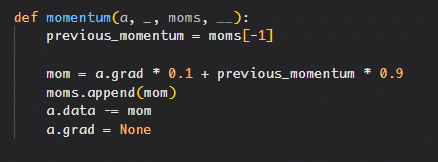 def momentum(a, _, moms, __):
    previous_momentum = moms[-1]

    mom = a.grad * 0.1 + previous_momentum * 0.9
    moms.append(mom)
    a.data -= mom
    a.grad = None